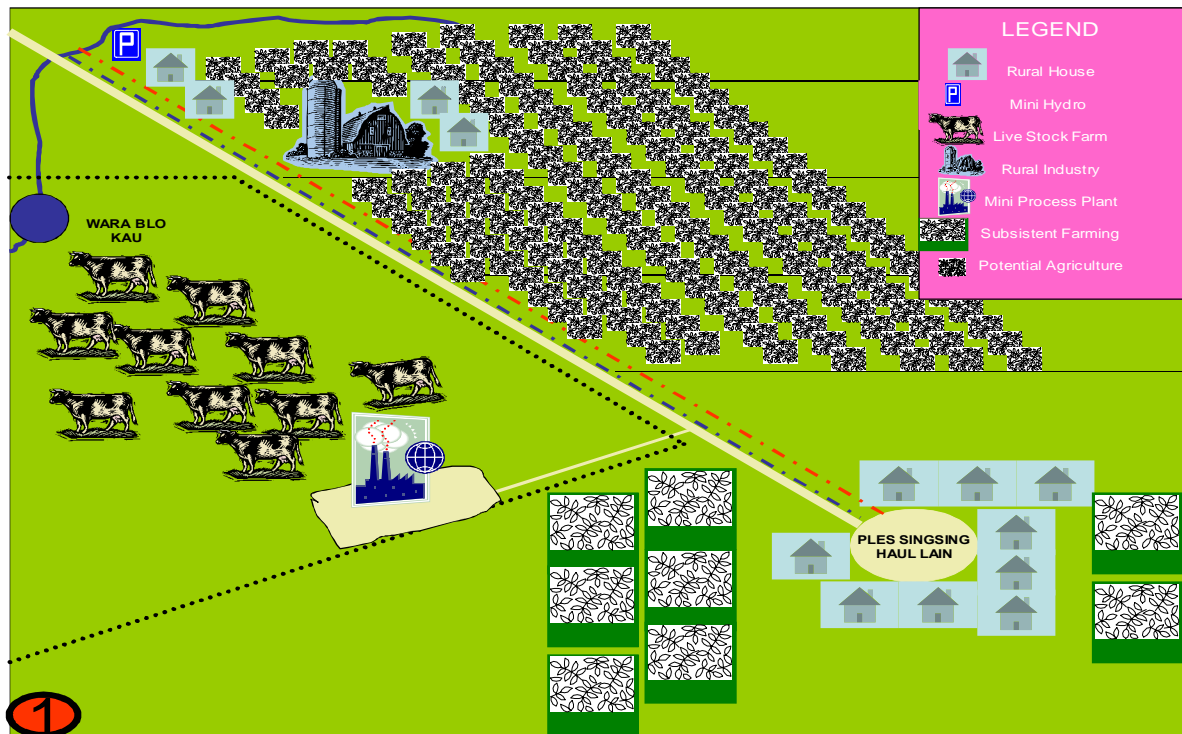 P
WARA BLO
KAU
PLES SINGSING
HAUL LAIN
1
LEGEND
Rural House
P
Mini Hydro
Live Stock Farm
Rural Industry
Mini Process Plant
Subsistent Farming
Potential Agriculture